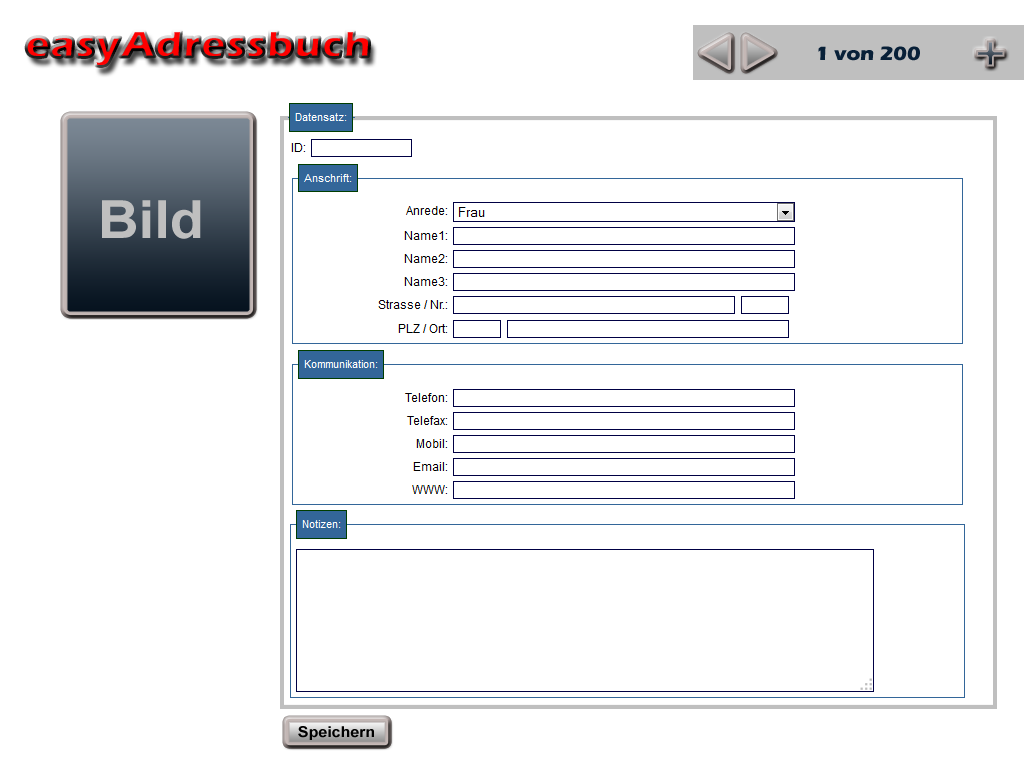 easyAdressbuch
1 von 200
Bild
Datensatz:
ID:
Anschrift:
Anrede: Frau
Name1:
Name2:
Name3:
Strasse / Nr.:
PLZ / Ort:
Kommunikation:
Telefon:
Telefax:
Mobil:
Email:
WWW:
Notizen:
Speichern